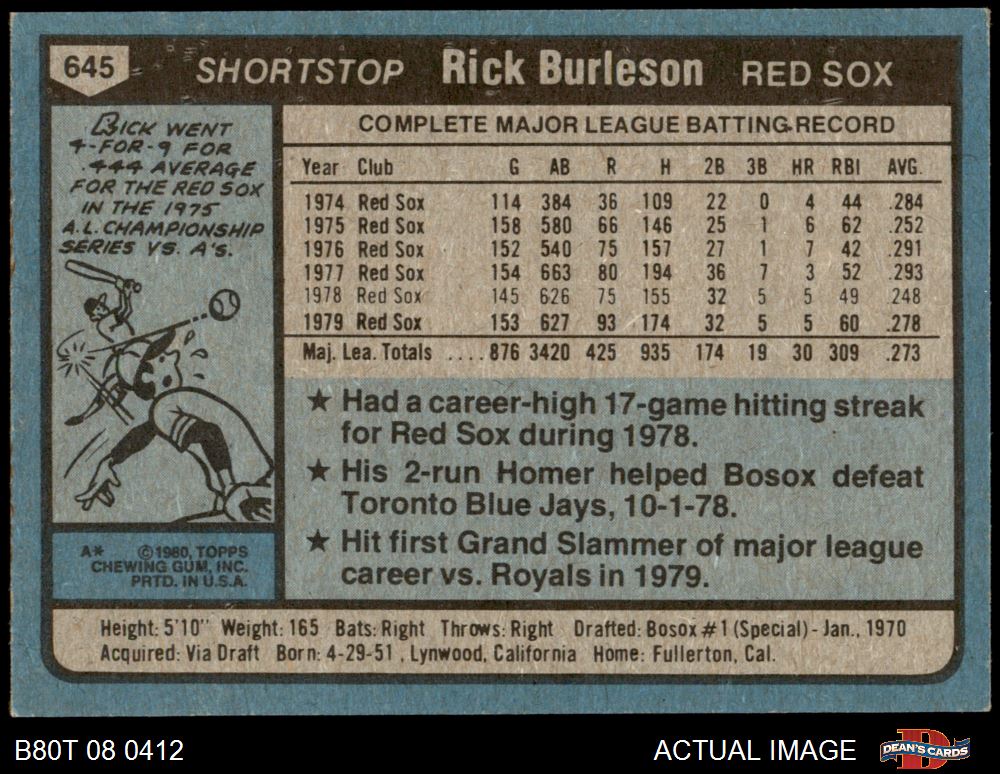 645 SHORTSTOP Rick Burleson RED SOX
RICK WENT
4-FOR-9 FOR
.444 AVERAGE
FOR THE RED SOX
IN THE 1975
A.L. CHAMPIONSHIP
SERIES VS. A's.
A* ©1980, TOPPS
CHEWING GUM, INC.
PRTD. IN U.S.A.
COMPLETE MAJOR LEAGUE BATTING RECORD
Year Club G AB R H 2B 3B HR RBI AVG.
1974 Red Sox 114 384 36 109 22 0 4 44 .284
1975 Red Sox 158 580 66 146 25 1 6 62 .252
1976 Red Sox 152 540 75 157 27 1 7 42 .291
1977 Red Sox 154 663 80 194 36 7 3 52 .293
1978 Red Sox 145 626 75 155 32 5 5 49 .248
1979 Red Sox 153 627 93 174 32 5 5 60 .278
Maj. Lea. Totals ....876 3420 425 935 174 19 30 309 .273
★ Had a career-high 17-game hitting streak
for Red Sox during 1978.
★ His 2-run Homer helped Bosox defeat
Toronto Blue Jays, 10-1-78.
★ Hit first Grand Slammer of major league
career vs. Royals in 1979.
Height: 5'10" Weight: 165 Bats: Right Throws: Right Drafted: Bosox #1 (Special) - Jan., 1970
Acquired: Via Draft Born: 4-29-51, Lynwood, California Home: Fullerton, Cal.
B80T 08 0412 ACTUAL IMAGE DEAN'S CARDS